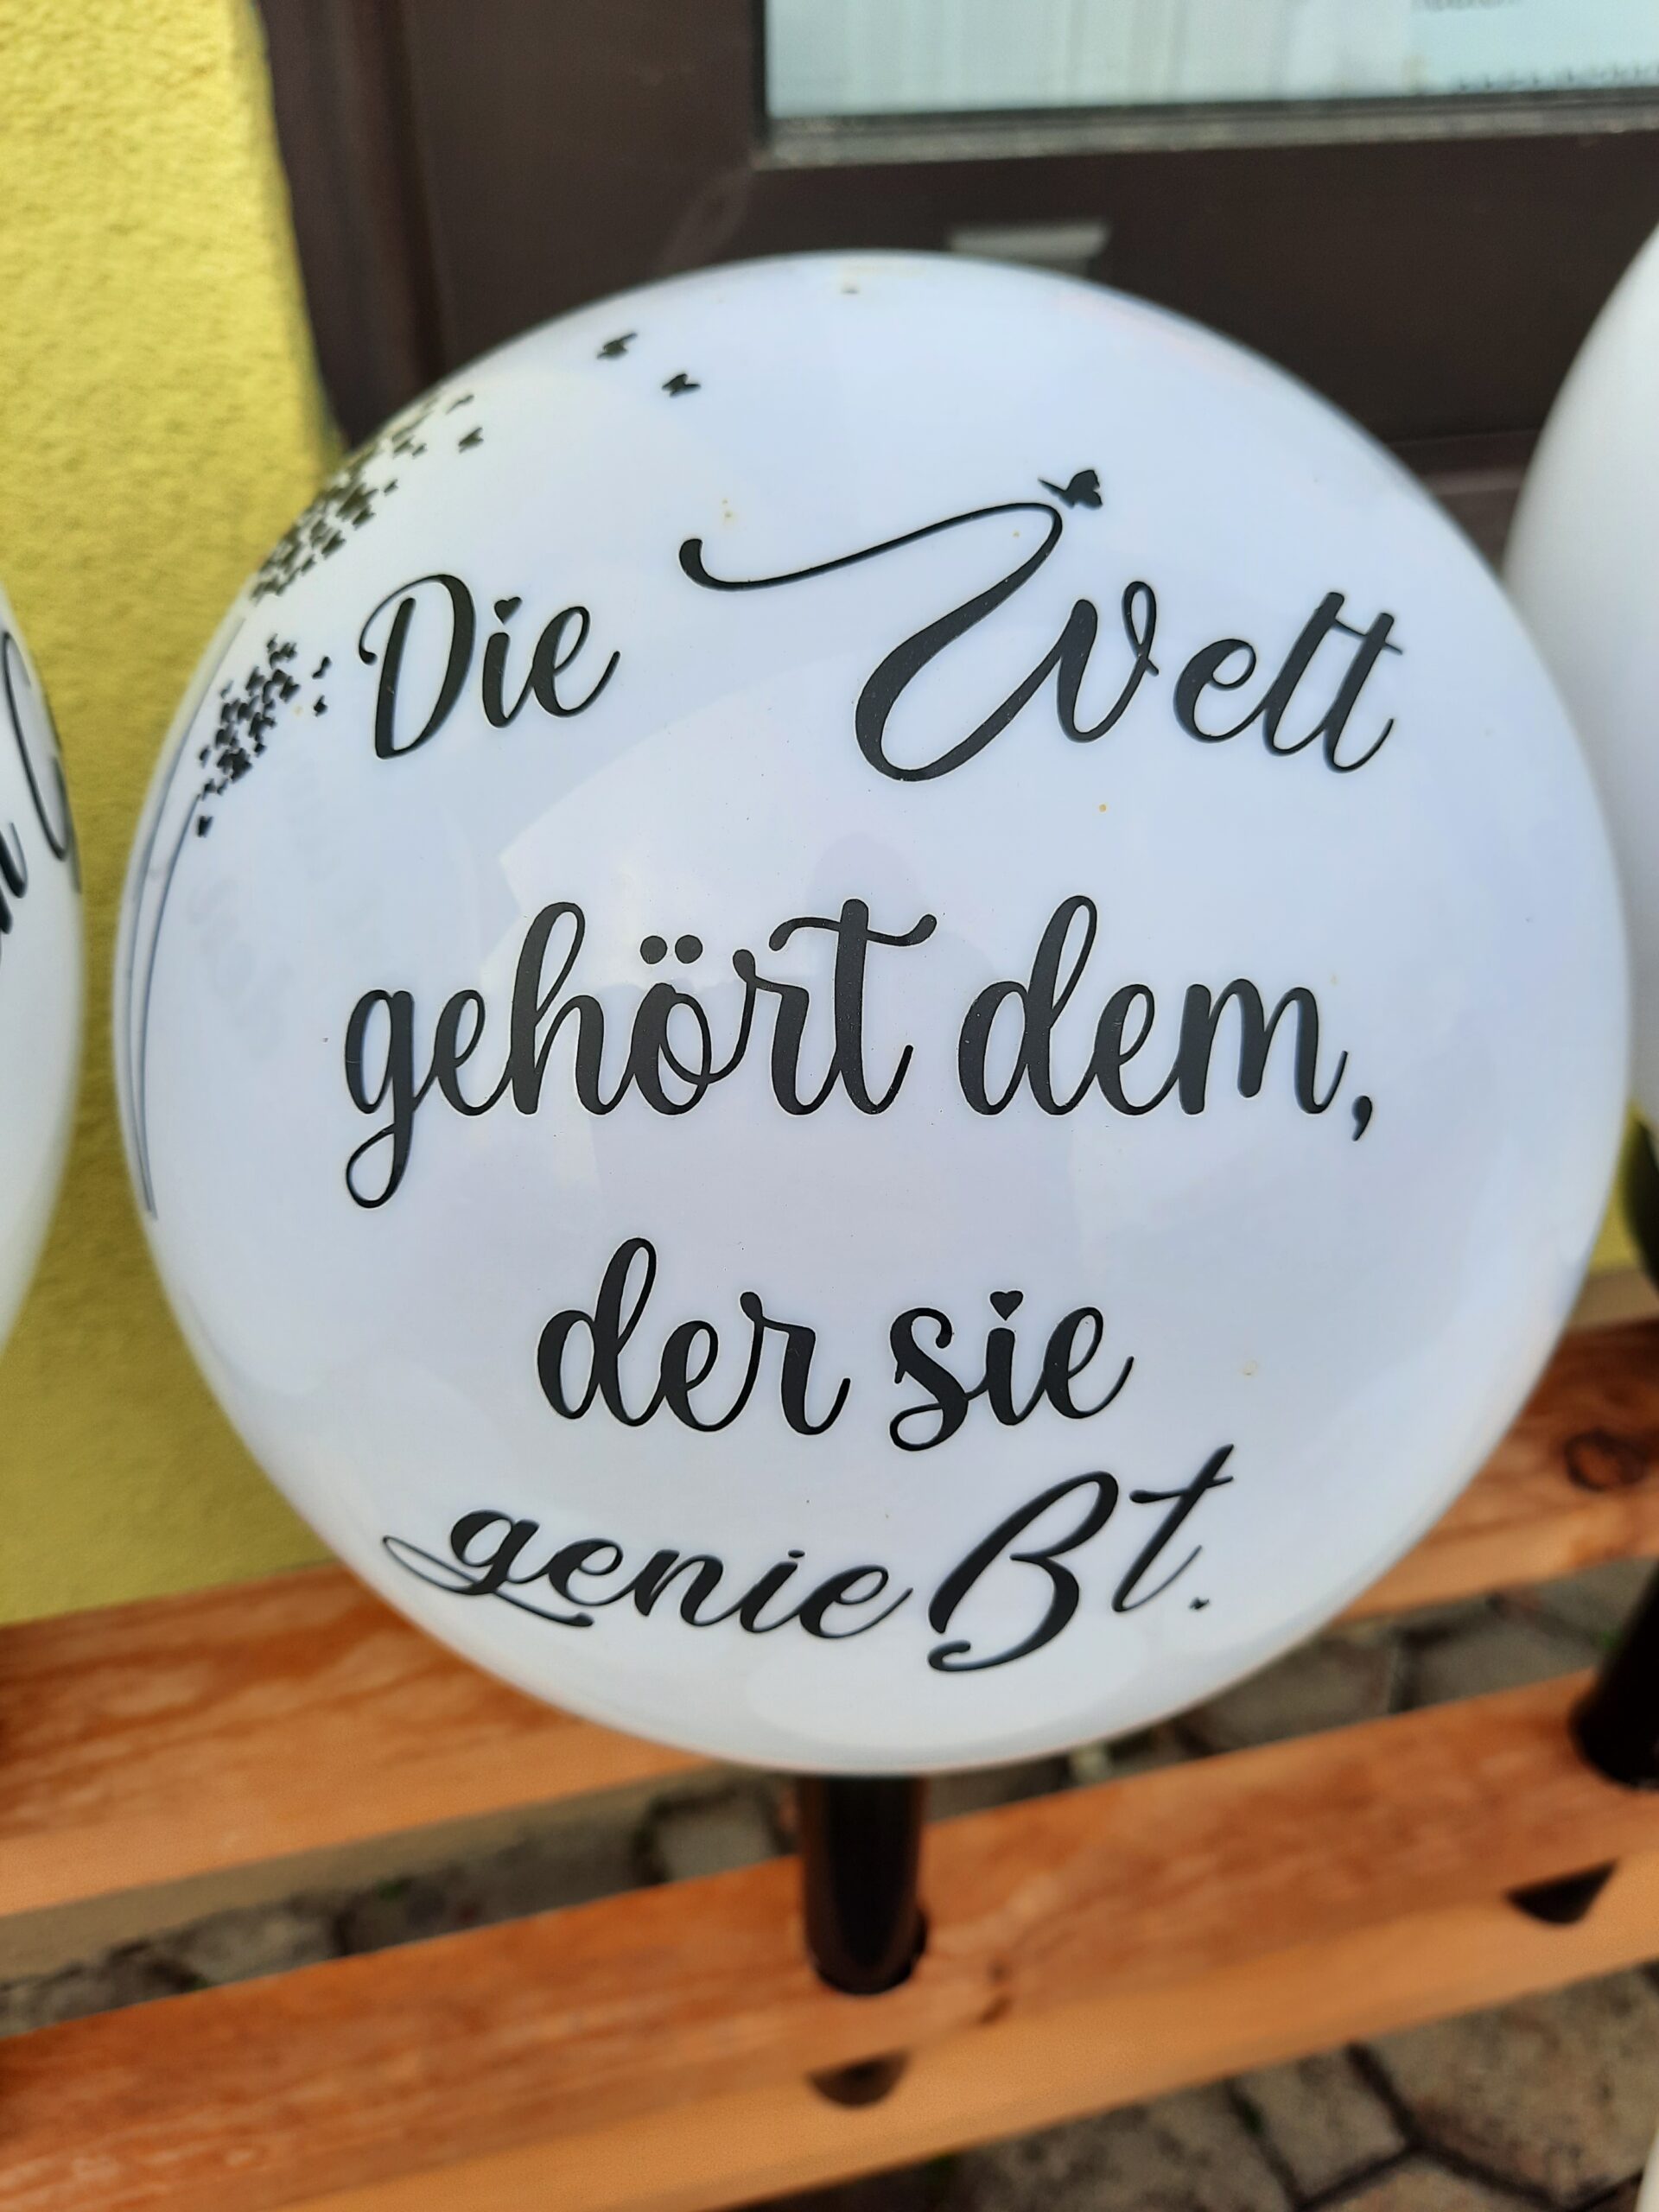 Die Welt
gehört dem,
der sie
genießt.